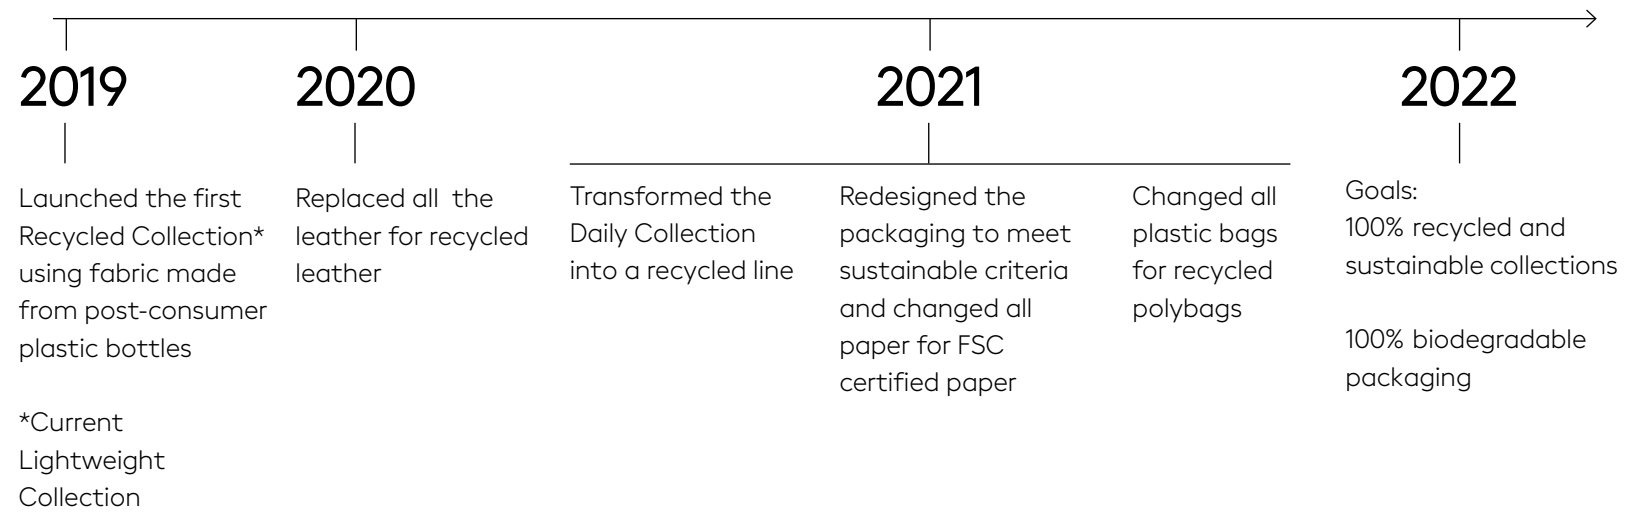 2019
2020
2021
2022
Launched the first
Recycled Collection*
using fabric made
from post-consumer
plastic bottles
*Current
Lightweight
Collection
Replaced all the
leather for recycled
leather
Transformed the
Daily Collection
into a recycled line
Redesigned the
packaging to meet
sustainable criteria
and changed all
paper for FSC
certified paper
Changed all
plastic bags
for recycled
polybags
Goals:
100% recycled and
sustainable collections
100% biodegradable
packaging